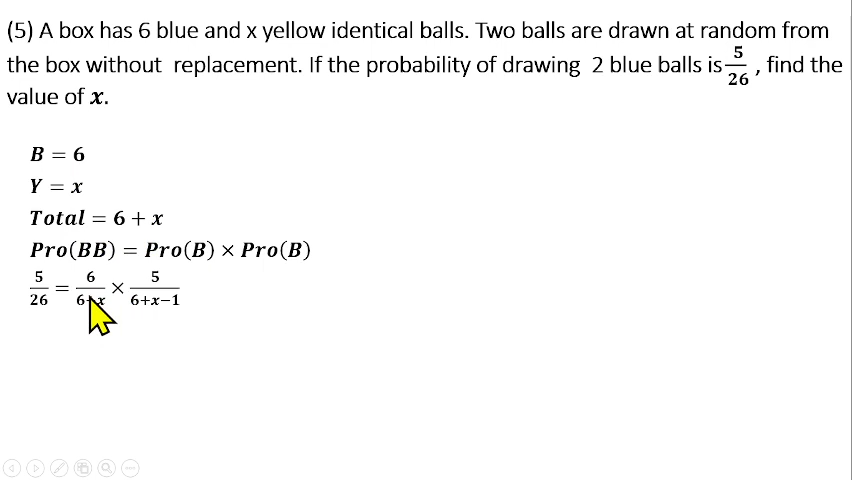 (5) A box has 6 blue and x yellow identical balls. Two balls are drawn at random from
the box without replacement. If the probability of drawing 2 blue balls is 5/26 , find the
value of x.
B = 6
Y = x
Total = 6 + x
Pro(BB) = Pro(B) × Pro(B)
5/26 = 6/(6+x) × 5/(6+x−1)